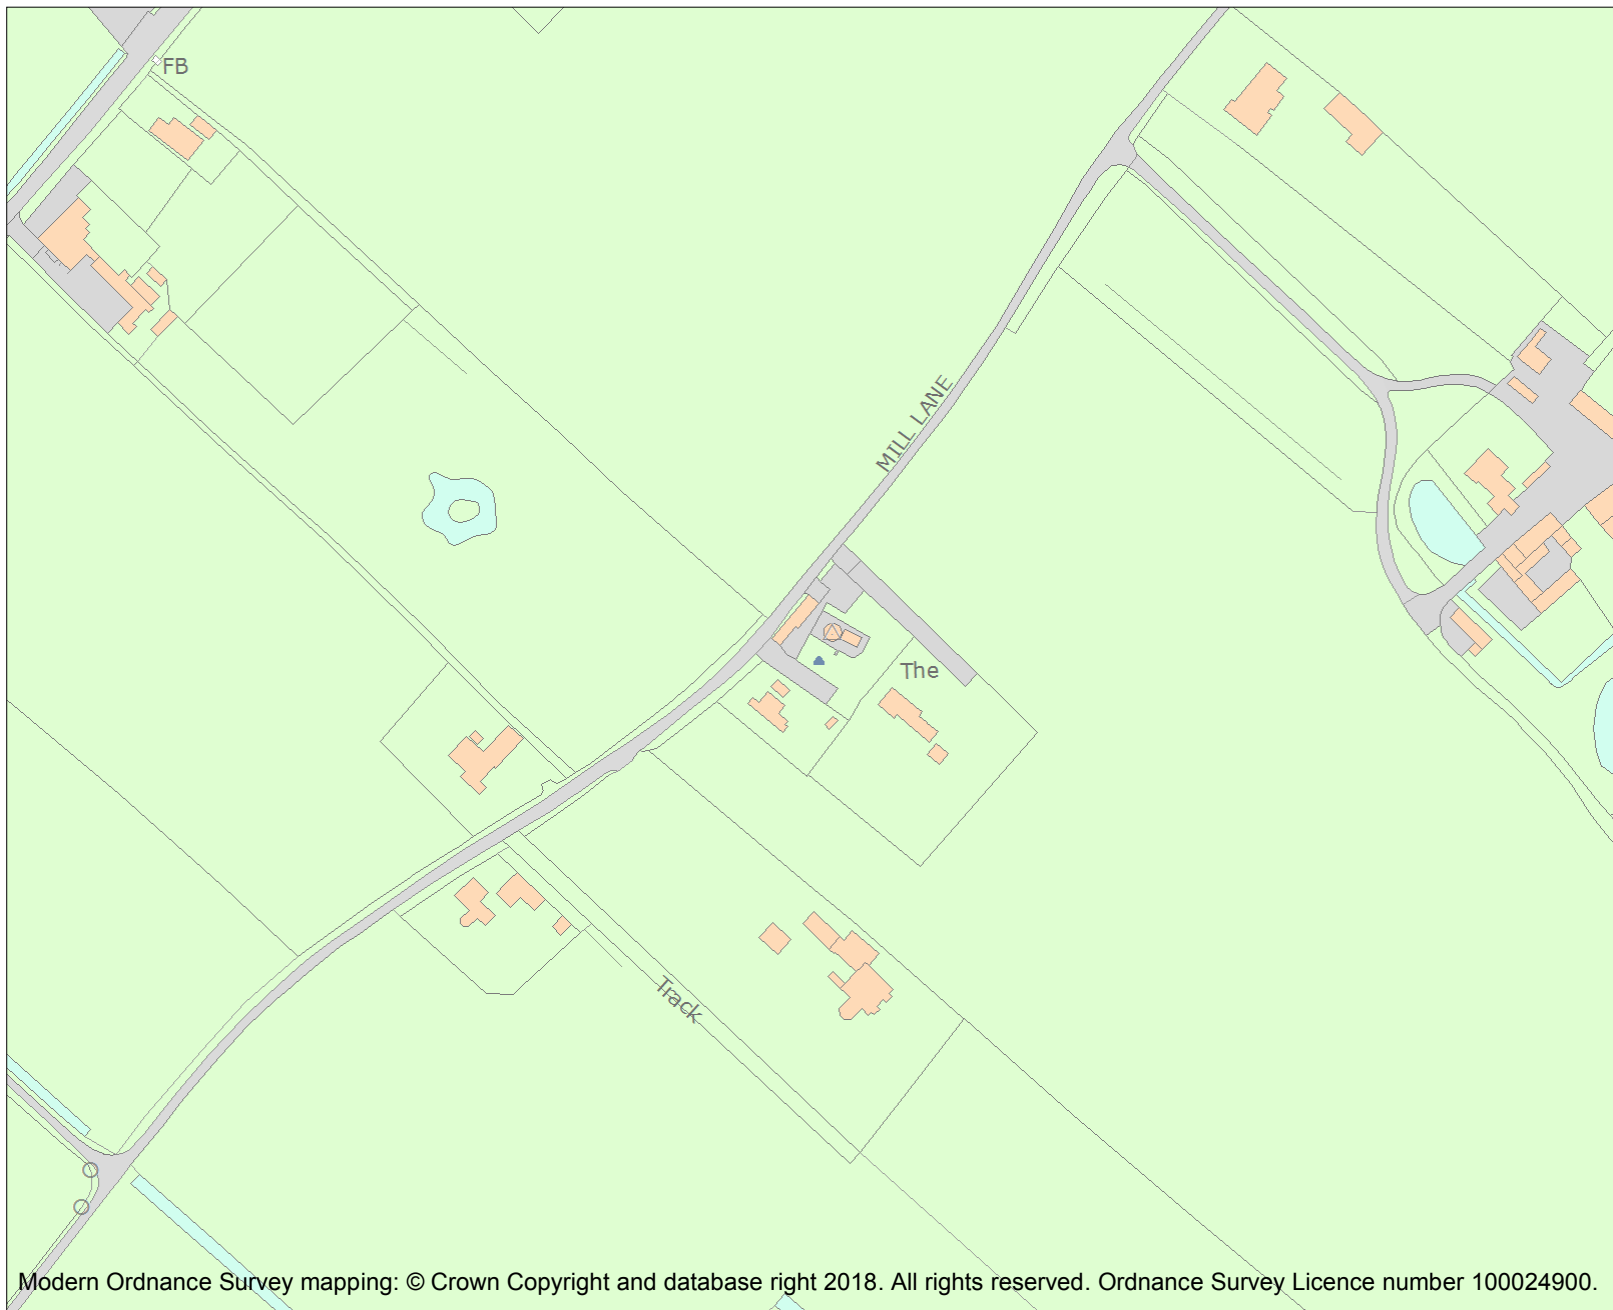 FB
MILL LANE
The
Track
Modern Ordnance Survey mapping: © Crown Copyright and database right 2018. All rights reserved. Ordnance Survey Licence number 100024900.